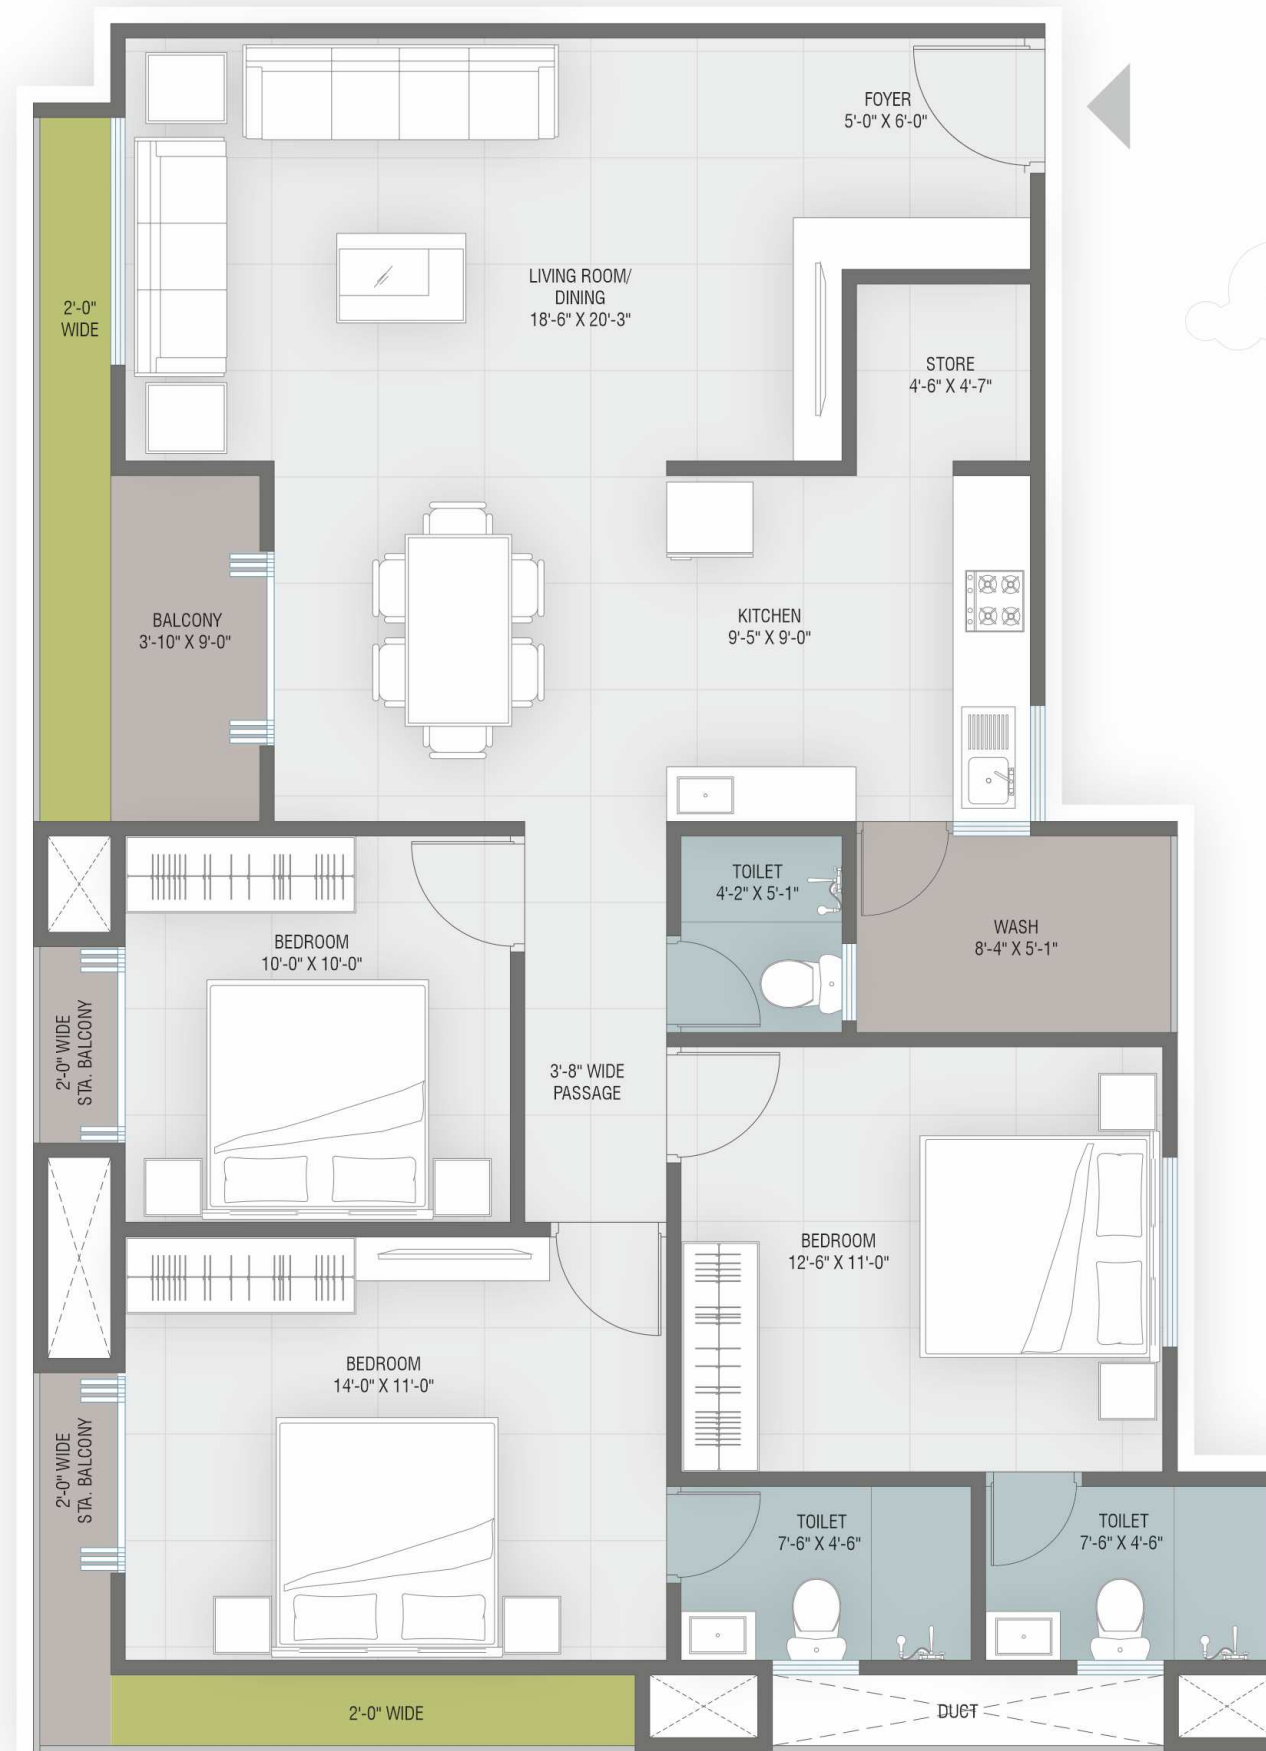 FOYER
5'-0" X 6'-0"
LIVING ROOM/
DINING
18'-6" X 20'-3"
2'-0"
WIDE
STORE
4'-6" X 4'-7"
BALCONY
3'-10" X 9'-0"
KITCHEN
9'-5" X 9'-0"
TOILET
4'-2" X 5'-1"
WASH
8'-4" X 5'-1"
BEDROOM
10'-0" X 10'-0"
2'-0" WIDE
STA. BALCONY
3'-8" WIDE
PASSAGE
BEDROOM
12'-6" X 11'-0"
BEDROOM
14'-0" X 11'-0"
2'-0" WIDE
STA. BALCONY
TOILET
7'-6" X 4'-6"
TOILET
7'-6" X 4'-6"
2'-0" WIDE
DUCT